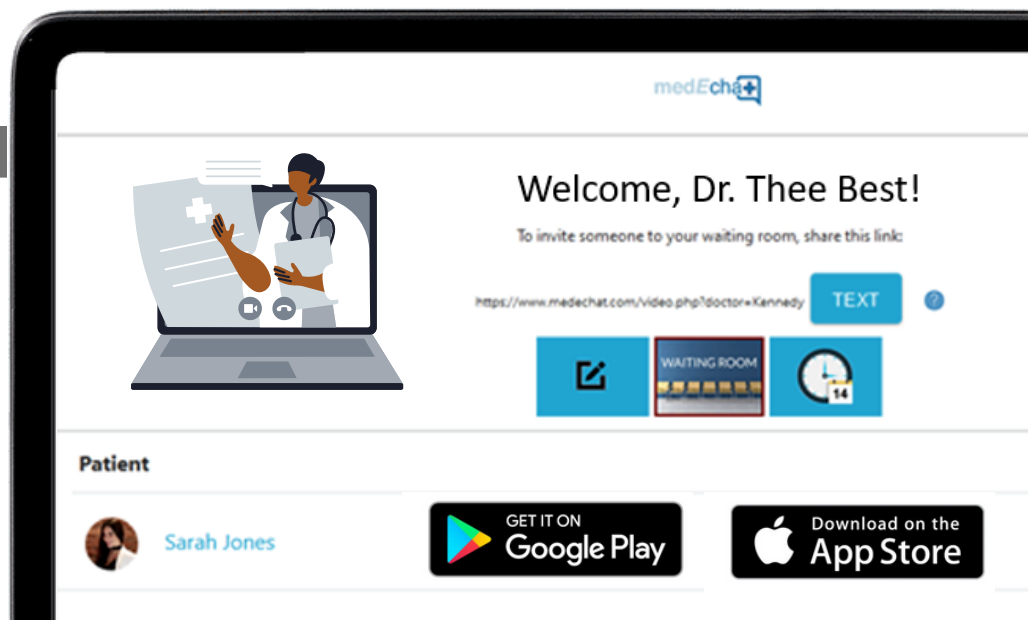 medEcha
Welcome, Dr. Thee Best!
To invite someone to your waiting room, share this link:
https://www.medechat.com/video.php?doctor=Kennedy
TEXT
?
WAITING ROOM
14
Patient
Sarah Jones
GET IT ON
Google Play
Download on the
App Store